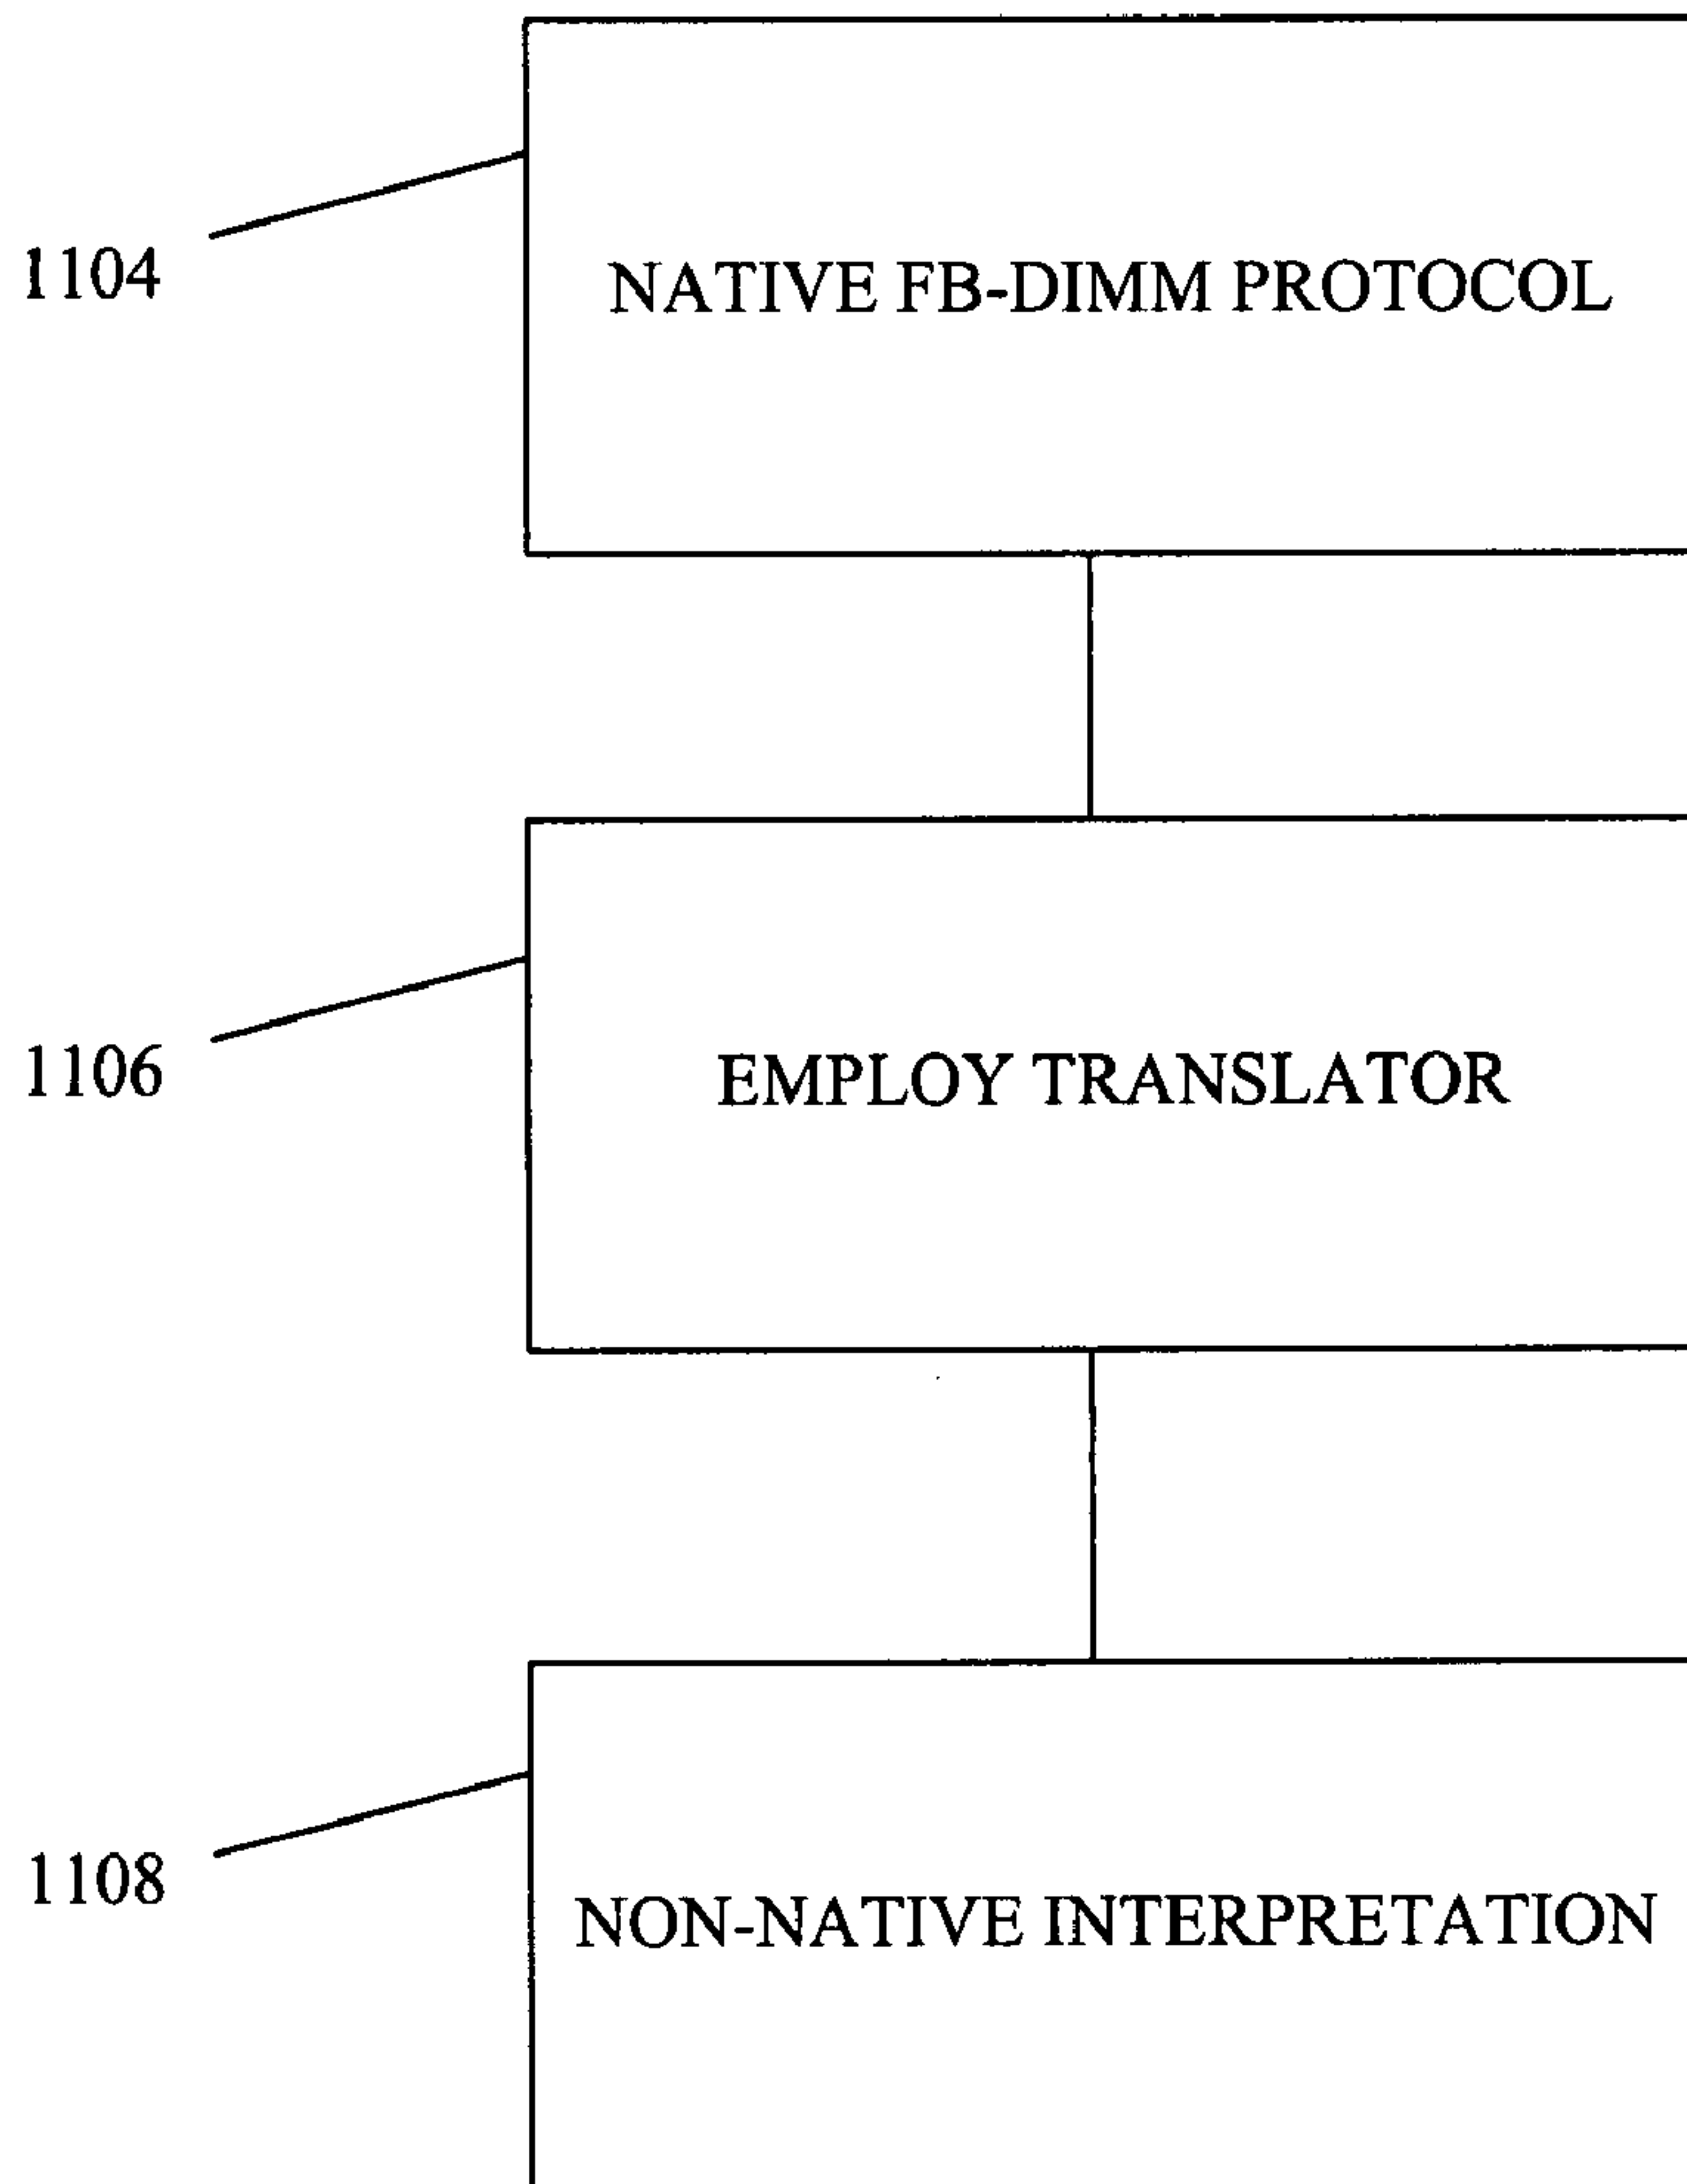 1104
NATIVE FB-DIMM PROTOCOL
1106
EMPLOY TRANSLATOR
1108
NON-NATIVE INTERPRETATION